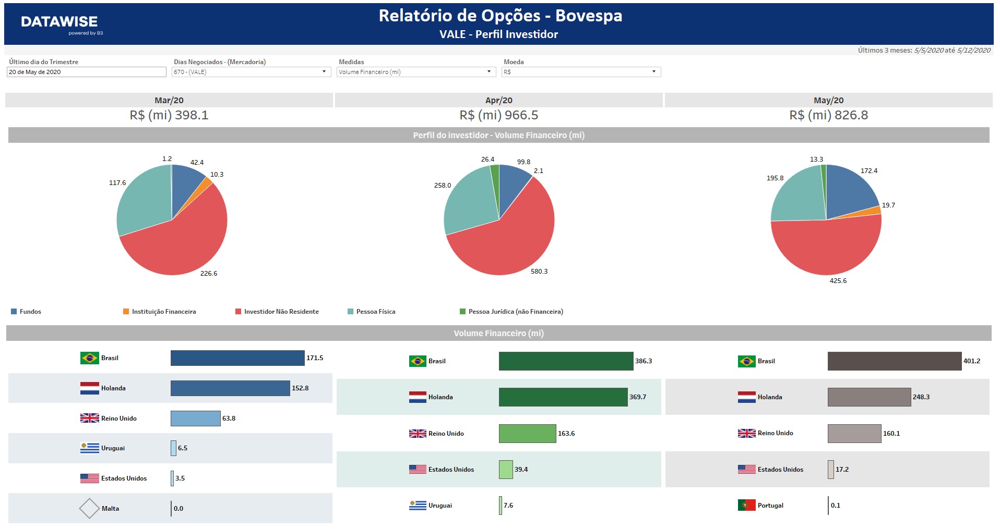 DATAWISE
powered by B3
Relatório de Opções - Bovespa
VALE - Perfil Investidor
Últimos 3 meses: 5/5/2020 até 5/12/2020
Último dia do Trimestre
20 de May de 2020
Dias Negociados - (Mercadoria)
670 - (VALE)
Medidas
Volume Financeiro (mi)
Moeda
R$
Mar/20
R$ (mi) 398.1
Apr/20
R$ (mi) 966.5
May/20
R$ (mi) 826.8
Perfil do investidor - Volume Financeiro (mi)
1.2
42.4
10.3
117.6
226.6
26.4
99.8
2.1
258.0
580.3
13.3
172.4
195.8
19.7
425.6
Fundos
Instituição Financeira
Investidor Não Residente
Pessoa Física
Pessoa Jurídica (não Financeira)
Volume Financeiro (mi)
Brasil 171.5
Holanda 152.8
Reino Unido 63.8
Uruguai 6.5
Estados Unidos 3.5
Malta 0.0
Brasil 386.3
Holanda 369.7
Reino Unido 163.6
Estados Unidos 39.4
Uruguai 7.6
Brasil 401.2
Holanda 248.3
Reino Unido 160.1
Estados Unidos 17.2
Portugal 0.1